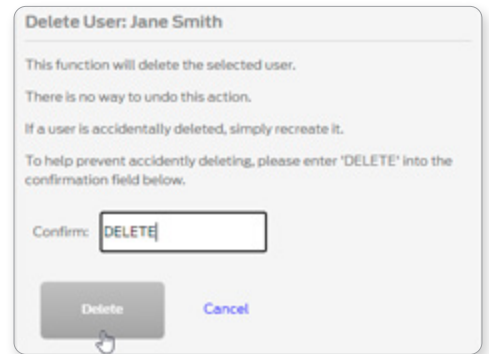 Delete User: Jane Smith
This function will delete the selected user.
There is no way to undo this action.
If a user is accidentally deleted, simply recreate it.
To help prevent accidently deleting, please enter 'DELETE' into the
confirmation field below.
Confirm: DELETE
Delete Cancel